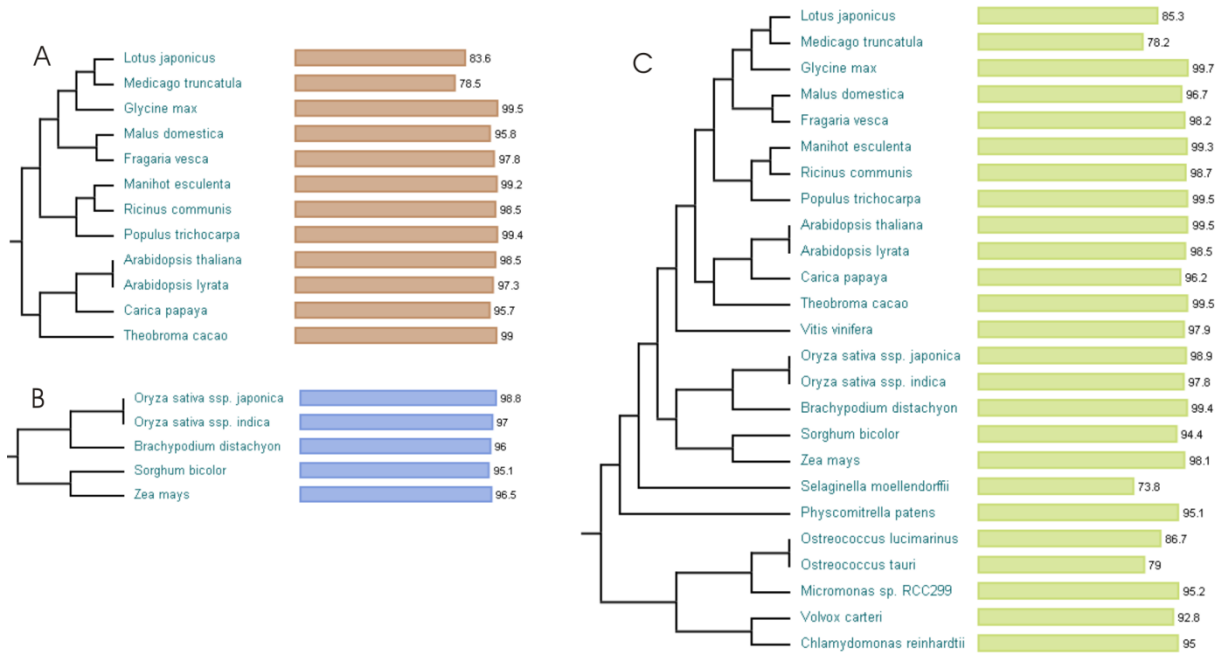 A
Lotus japonicus 83.6
Medicago truncatula 78.5
Glycine max 99.5
Malus domestica 95.8
Fragaria vesca 97.8
Manihot esculenta 99.2
Ricinus communis 98.5
Populus trichocarpa 99.4
Arabidopsis thaliana 98.5
Arabidopsis lyrata 97.3
Carica papaya 95.7
Theobroma cacao 99
B
Oryza sativa ssp. japonica 98.8
Oryza sativa ssp. indica 97
Brachypodium distachyon 96
Sorghum bicolor 95.1
Zea mays 96.5
C
Lotus japonicus 85.3
Medicago truncatula 78.2
Glycine max 99.7
Malus domestica 96.7
Fragaria vesca 98.2
Manihot esculenta 99.3
Ricinus communis 98.7
Populus trichocarpa 99.5
Arabidopsis thaliana 99.5
Arabidopsis lyrata 98.5
Carica papaya 96.2
Theobroma cacao 99.5
Vitis vinifera 97.9
Oryza sativa ssp. japonica 98.9
Oryza sativa ssp. indica 97.8
Brachypodium distachyon 99.4
Sorghum bicolor 94.4
Zea mays 98.1
Selaginella moellendorffii 73.8
Physcomitrella patens 95.1
Ostreococcus lucimarinus 86.7
Ostreococcus tauri 79
Micromonas sp. RCC299 95.2
Volvox carteri 92.8
Chlamydomonas reinhardtii 95